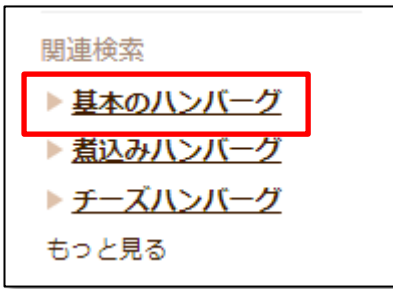 関連検索
▶ 基本のハンバーグ
▶ 煮込みハンバーグ
▶ チーズハンバーグ
もっと見る